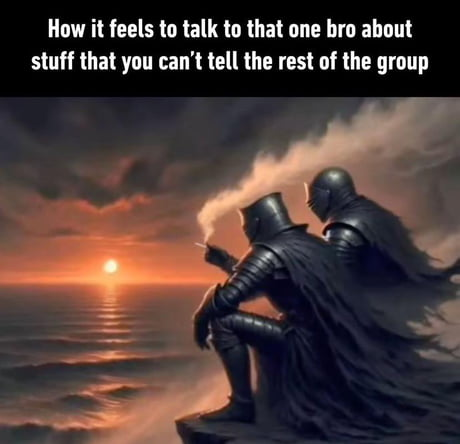 How it feels to talk to that one bro about
stuff that you can’t tell the rest of the group